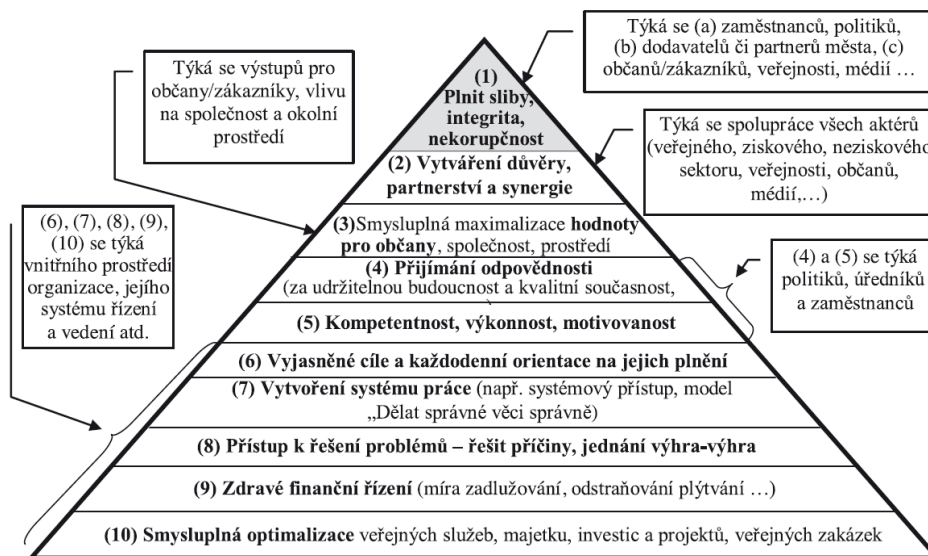 Týká se (a) zaměstnanců, politiků,
(b) dodavatelů či partnerů města, (c)
občanů/zákazníků, veřejnosti, médií ...
Týká se výstupů pro
občany/zákazníky, vlivu
na společnost a okolní
prostředí
(1)
Plnit sliby,
integrita,
nekorupčnost
Týká se spolupráce všech aktérů
(veřejného, ziskového, neziskového
sektoru, veřejnosti, občanů,
médií,...)
(2) Vytváření důvěry,
partnerství a synergie
(6), (7), (8), (9),
(10) se týká
vnitřního prostředí
organizace, jejího
systému řízení
a vedení atd.
(3)Smysluplná maximalizace hodnoty
pro občany, společnost, prostředí
(4) a (5) se týká
politiků, úředníků
a zaměstnanců
(4) Přijímání odpovědnosti
(za udržitelnou budoucnost a kvalitní současnost,
(5) Kompetentnost, výkonnost, motivovanost
(6) Vyjasněné cíle a každodenní orientace na jejich plnění
(7) Vytvoření systému práce (např. systémový přístup, model
„Dělat správné věci správně)
(8) Přístup k řešení problémů – řešit příčiny, jednání výhra-výhra
(9) Zdravé finanční řízení (míra zadlužování, odstraňování plýtvání ...)
(10) Smysluplná optimalizace veřejných služeb, majetku, investic a projektů, veřejných zakázek